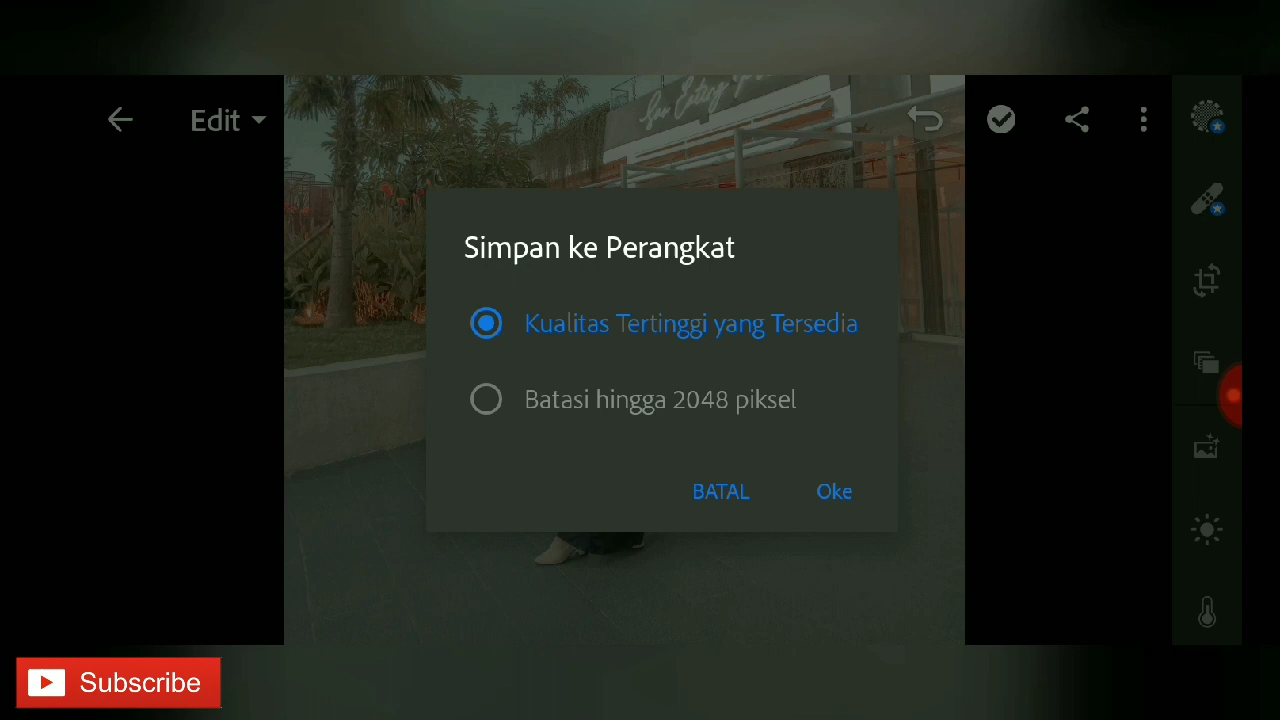 Edit
Simpan ke Perangkat
Kualitas Tertinggi yang Tersedia
Batasi hingga 2048 piksel
BATAL Oke
Subscribe